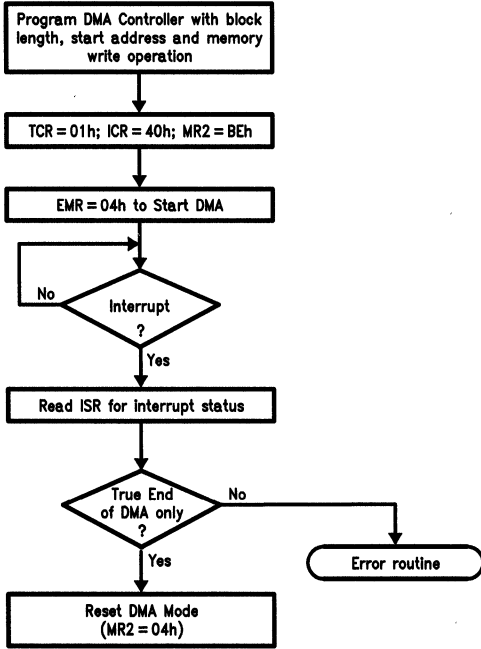 Program DMA Controller with block
length, start address and memory
write operation
TCR = 01h; ICR = 40h; MR2 = BEh
EMR = 04h to Start DMA
Interrupt
?
No
Yes
Read ISR for interrupt status
True End
of DMA only
?
No
Yes
Error routine
Reset DMA Mode
(MR2 = 04h)